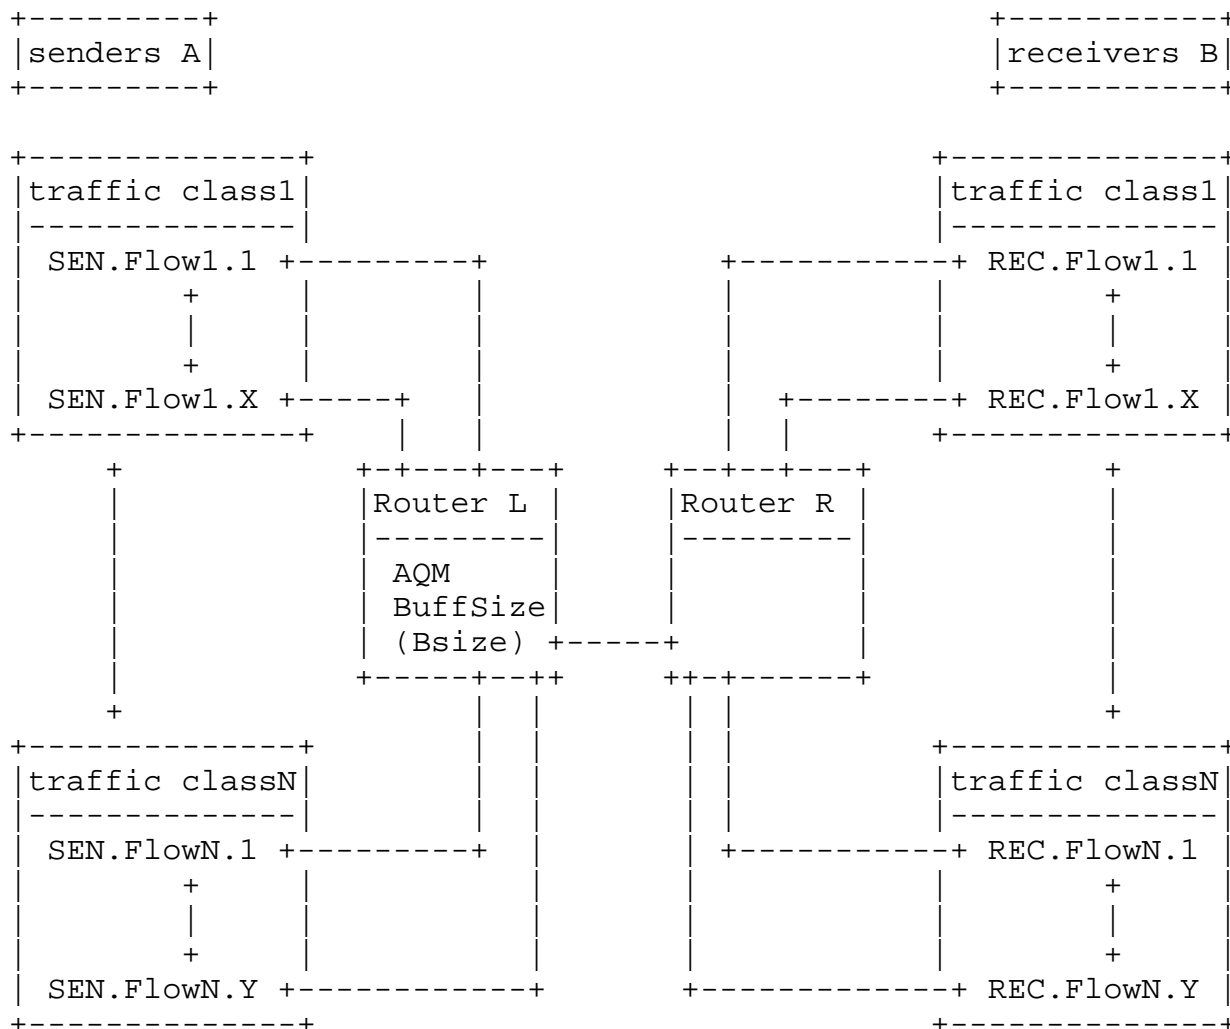 senders A receivers B
traffic class1 traffic class1
SEN.Flow1.1 REC.Flow1.1
SEN.Flow1.X REC.Flow1.X
Router L Router R
AQM
BuffSize
(Bsize)
traffic classN traffic classN
SEN.FlowN.1 REC.FlowN.1
SEN.FlowN.Y REC.FlowN.Y